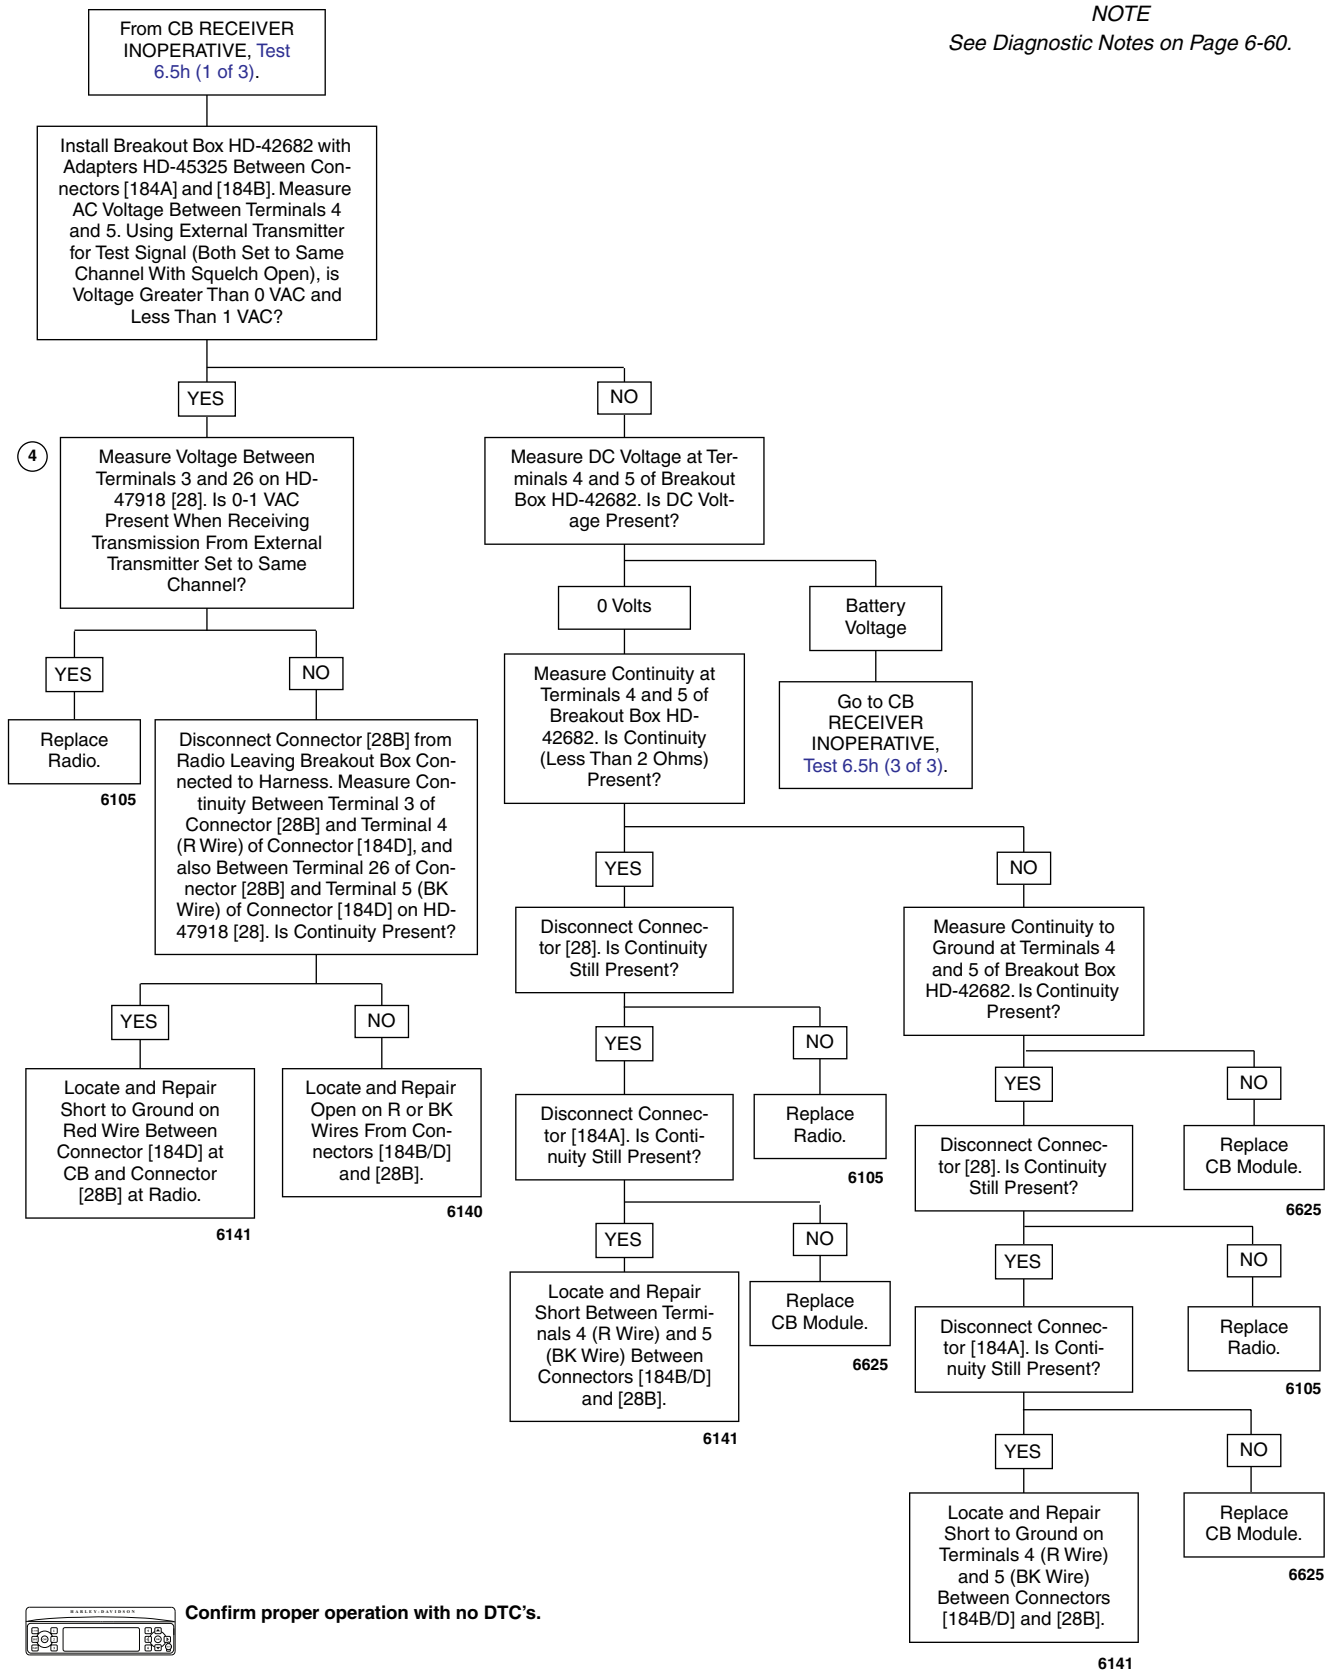 NOTE
See Diagnostic Notes on Page 6-60.
From CB RECEIVER
INOPERATIVE, Test
6.5h (1 of 3).
Install Breakout Box HD-42682 with
Adapters HD-45325 Between Con-
nectors [184A] and [184B]. Measure
AC Voltage Between Terminals 4
and 5. Using External Transmitter
for Test Signal (Both Set to Same
Channel With Squelch Open), is
Voltage Greater Than 0 VAC and
Less Than 1 VAC?
YES
NO
4
Measure Voltage Between
Terminals 3 and 26 on HD-
47918 [28]. Is 0-1 VAC
Present When Receiving
Transmission From External
Transmitter Set to Same
Channel?
Measure DC Voltage at Ter-
minals 4 and 5 of Breakout
Box HD-42682. Is DC Volt-
age Present?
0 Volts
Battery
Voltage
YES
NO
Measure Continuity at
Terminals 4 and 5 of
Breakout Box HD-
42682. Is Continuity
(Less Than 2 Ohms)
Present?
Go to CB
RECEIVER
INOPERATIVE,
Test 6.5h (3 of 3).
Replace
Radio.
6105
Disconnect Connector [28B] from
Radio Leaving Breakout Box Con-
nected to Harness. Measure Con-
tinuity Between Terminal 3 of
Connector [28B] and Terminal 4
(R Wire) of Connector [184D], and
also Between Terminal 26 of Con-
nector [28B] and Terminal 5 (BK
Wire) of Connector [184D] on HD-
47918 [28]. Is Continuity Present?
YES
NO
Disconnect Connec-
tor [28]. Is Continuity
Still Present?
Measure Continuity to
Ground at Terminals 4
and 5 of Breakout Box
HD-42682. Is Continuity
Present?
YES
NO
YES
NO
YES
NO
Locate and Repair
Short to Ground on
Red Wire Between
Connector [184D] at
CB and Connector
[28B] at Radio.
6141
Locate and Repair
Open on R or BK
Wires From Con-
nectors [184B/D]
and [28B].
6140
Disconnect Connec-
tor [184A]. Is Conti-
nuity Still Present?
Replace
Radio.
6105
Disconnect Connec-
tor [28]. Is Continuity
Still Present?
Replace
CB Module.
6625
YES
NO
YES
NO
Locate and Repair
Short Between Termi-
nals 4 (R Wire) and 5
(BK Wire) Between
Connectors [184B/D]
and [28B].
6141
Replace
CB Module.
6625
Disconnect Connec-
tor [184A]. Is Conti-
nuity Still Present?
Replace
Radio.
6105
YES
NO
Locate and Repair
Short to Ground on
Terminals 4 (R Wire)
and 5 (BK Wire)
Between Connectors
[184B/D] and [28B].
6141
Replace
CB Module.
6625
HARLEY-DAVIDSON
Confirm proper operation with no DTC's.